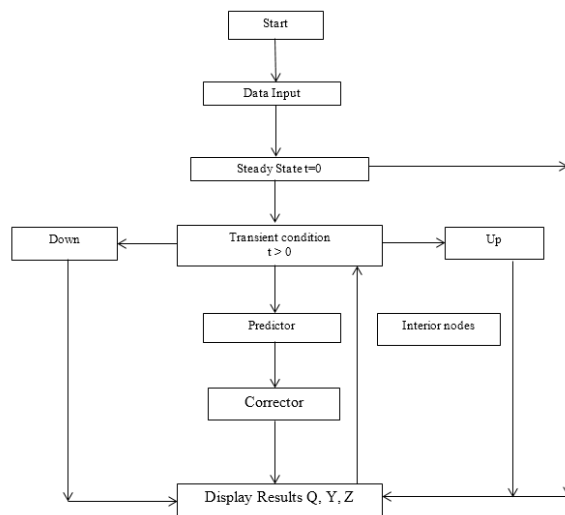 Start
Data Input
Steady State t=0
Down
Transient condition
t > 0
Up
Predictor
Interior nodes
Corrector
Display Results Q, Y, Z